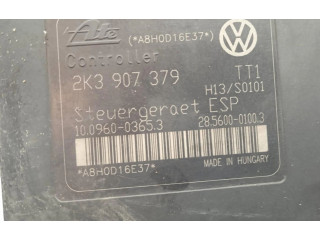 Ate (*A8H0D16E37*)
Controller
2K3 907 379 TT1
H13/S0101
Steuergeraet ESP
10.0960-0365.3 28.5600-0100.3
*A8H0D16E37* MADE IN HUNGARY